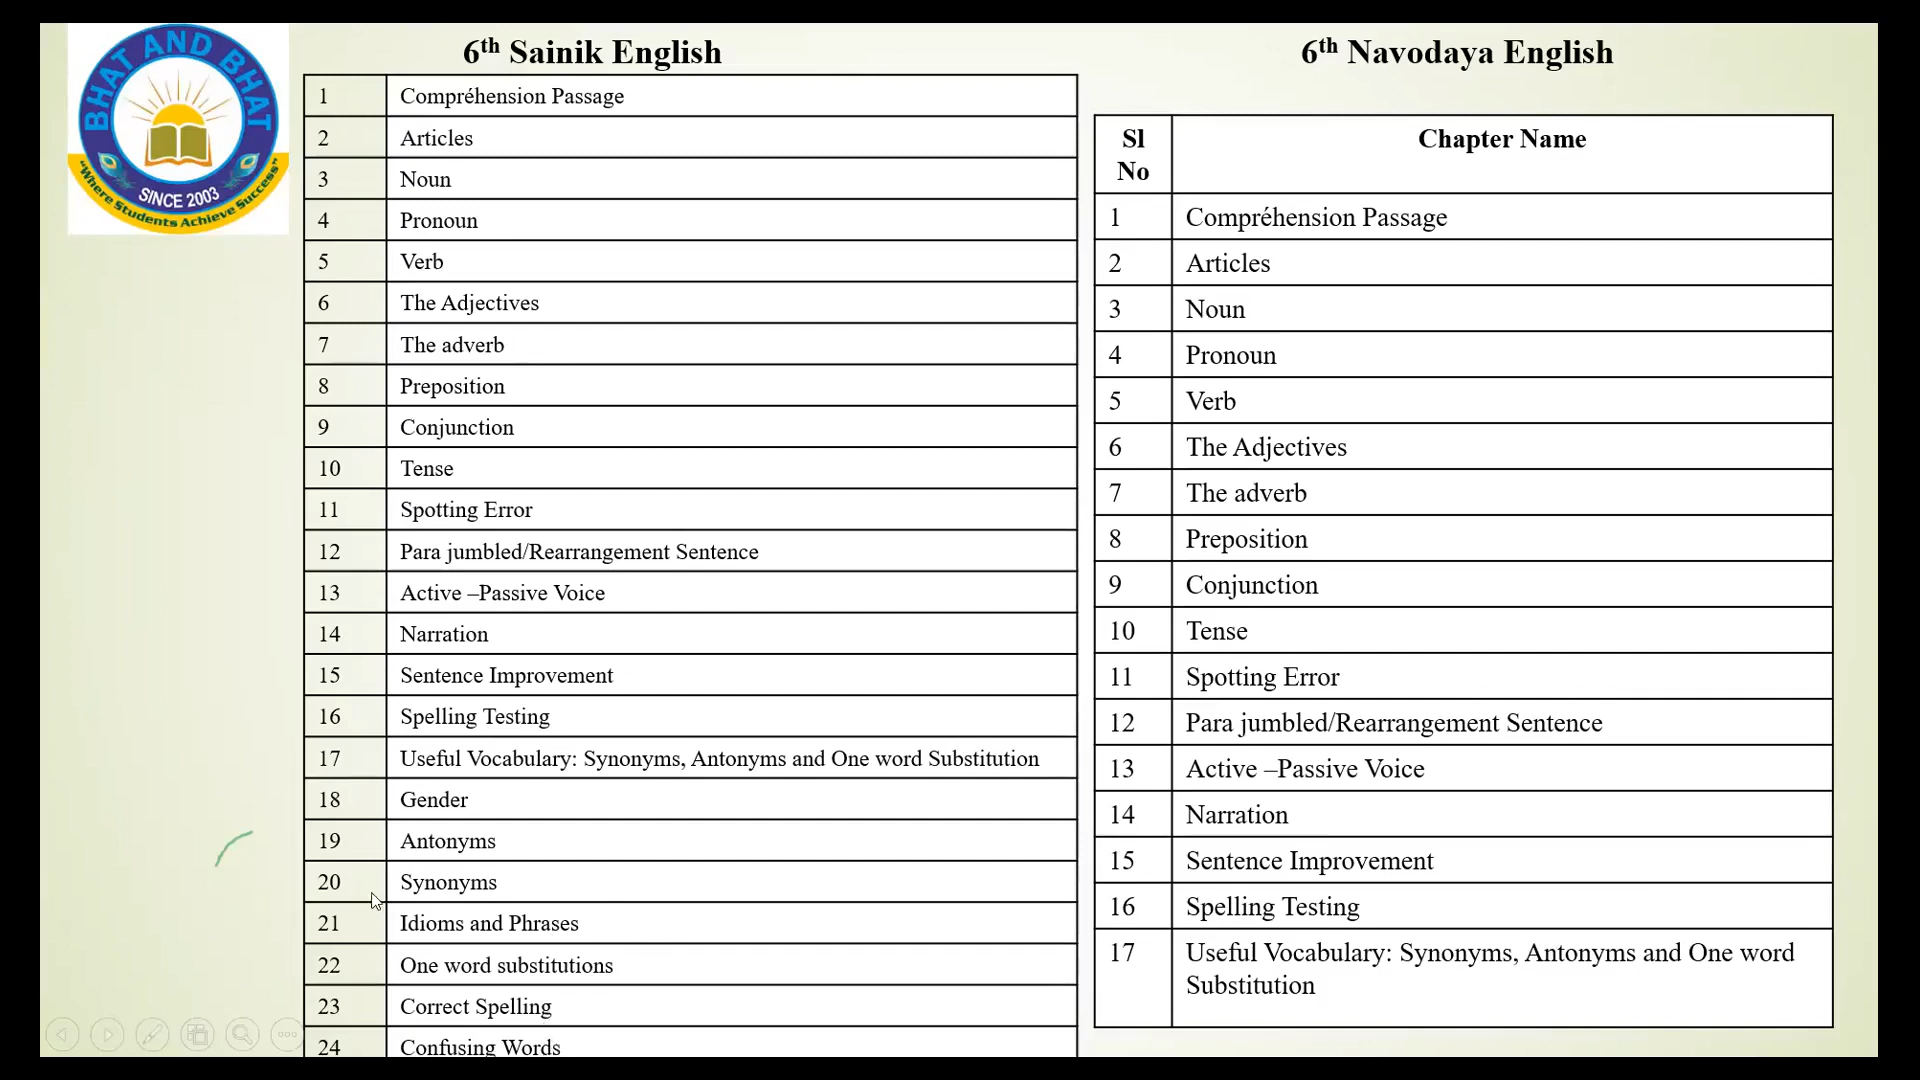 BHAT AND BHAT
SINCE 2003
"Where Students Achieve Success"
6th Sainik English
1 Compréhension Passage
2 Articles
3 Noun
4 Pronoun
5 Verb
6 The Adjectives
7 The adverb
8 Preposition
9 Conjunction
10 Tense
11 Spotting Error
12 Para jumbled/Rearrangement Sentence
13 Active –Passive Voice
14 Narration
15 Sentence Improvement
16 Spelling Testing
17 Useful Vocabulary: Synonyms, Antonyms and One word Substitution
18 Gender
19 Antonyms
20 Synonyms
21 Idioms and Phrases
22 One word substitutions
23 Correct Spelling
24 Confusing Words
6th Navodaya English
Sl No Chapter Name
1 Compréhension Passage
2 Articles
3 Noun
4 Pronoun
5 Verb
6 The Adjectives
7 The adverb
8 Preposition
9 Conjunction
10 Tense
11 Spotting Error
12 Para jumbled/Rearrangement Sentence
13 Active –Passive Voice
14 Narration
15 Sentence Improvement
16 Spelling Testing
17 Useful Vocabulary: Synonyms, Antonyms and One word
Substitution